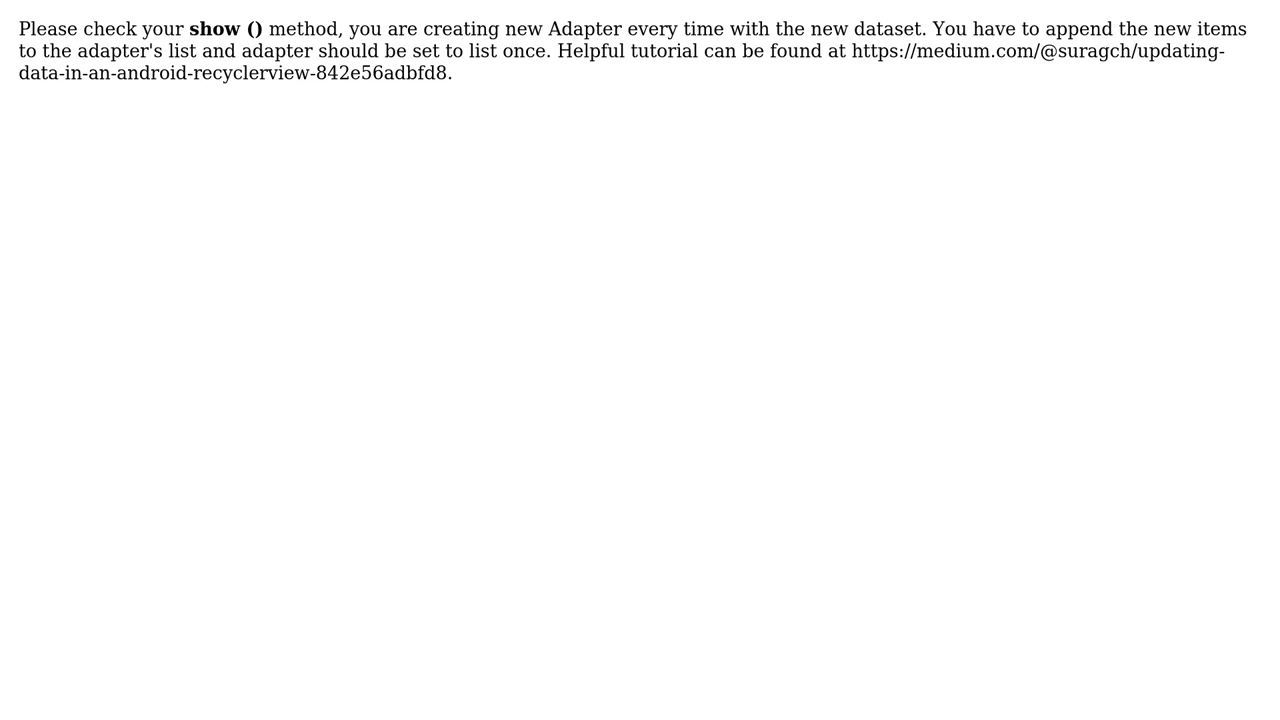 Please check your show () method, you are creating new Adapter every time with the new dataset. You have to append the new items
to the adapter's list and adapter should be set to list once. Helpful tutorial can be found at https://medium.com/@suragch/updating-
data-in-an-android-recyclerview-842e56adbfd8.